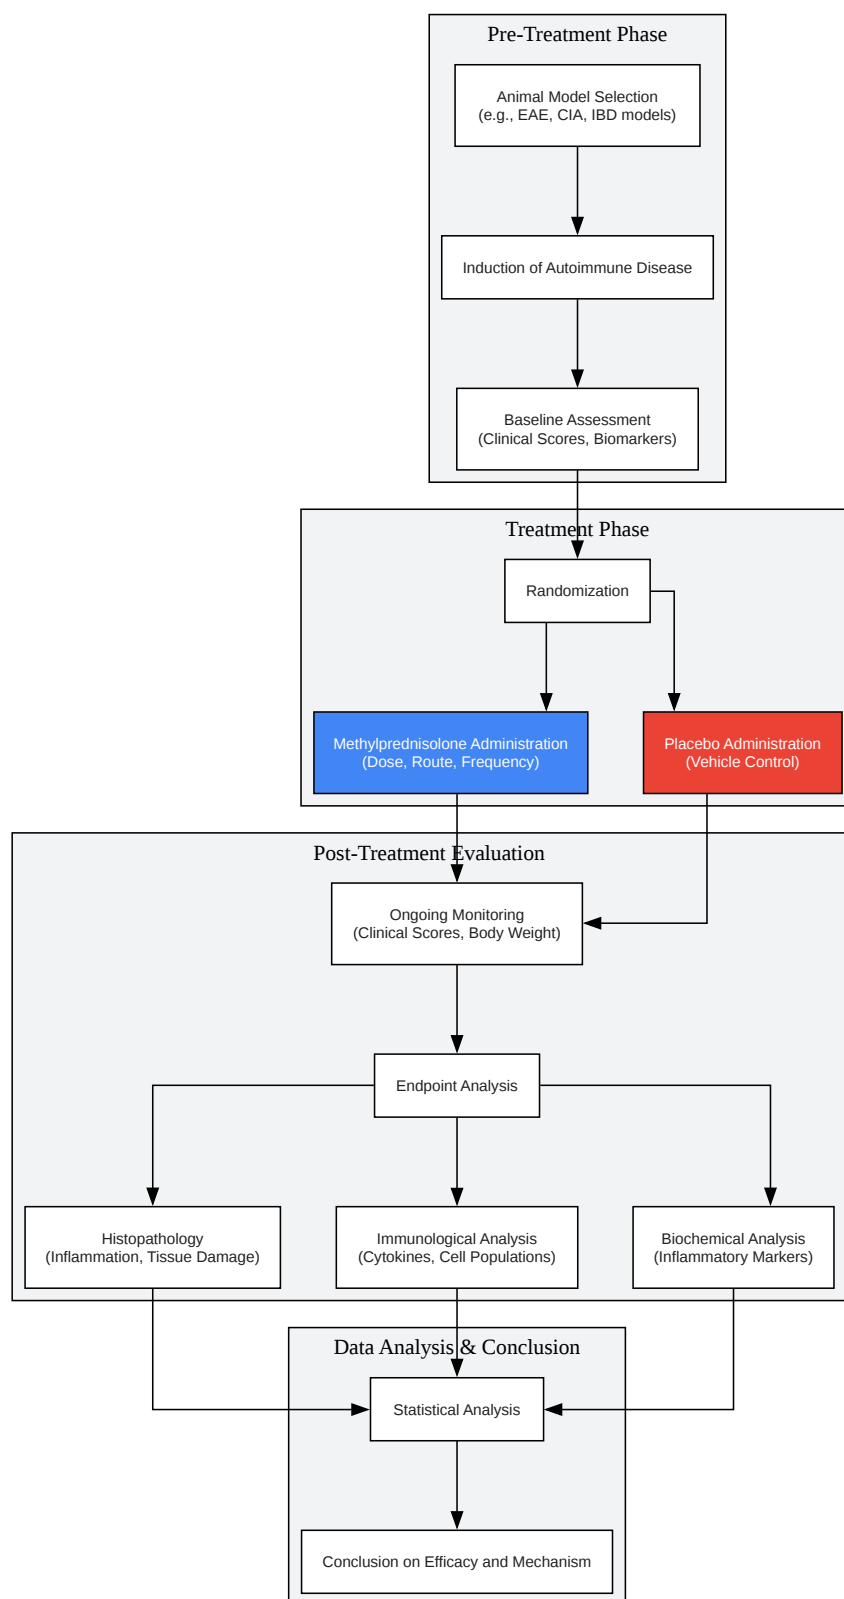 Pre-Treatment Phase
Animal Model Selection
(e.g., EAE, CIA, IBD models)
Induction of Autoimmune Disease
Baseline Assessment
(Clinical Scores, Biomarkers)
Treatment Phase
Randomization
Methylprednisolone Administration
(Dose, Route, Frequency)
Placebo Administration
(Vehicle Control)
Post-Treatment Evaluation
Ongoing Monitoring
(Clinical Scores, Body Weight)
Endpoint Analysis
Histopathology
(Inflammation, Tissue Damage)
Immunological Analysis
(Cytokines, Cell Populations)
Biochemical Analysis
(Inflammatory Markers)
Data Analysis & Conclusion
Statistical Analysis
Conclusion on Efficacy and Mechanism